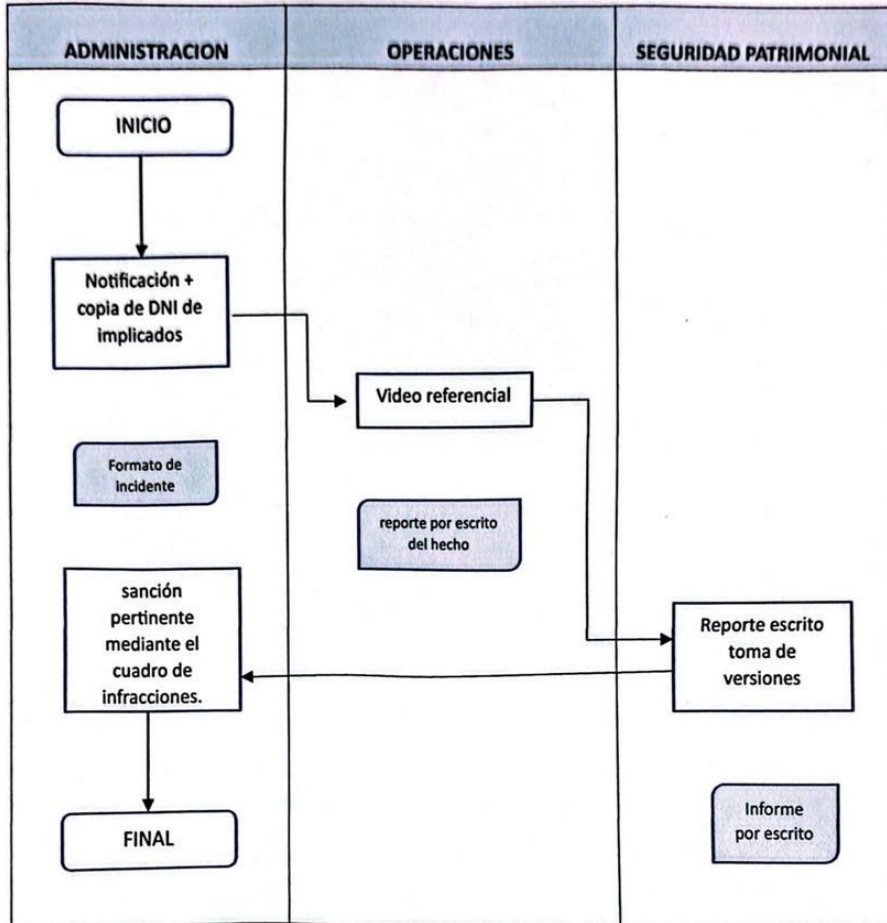 ADMINISTRACION
OPERACIONES
SEGURIDAD PATRIMONIAL
INICIO
Notificación +
copia de DNI de
implicados
Video referencial
Formato de
incidente
reporte por escrito
del hecho
sanción
pertinente
mediante el
cuadro de
infracciones.
Reporte escrito
toma de
versiones
FINAL
Informe
por escrito